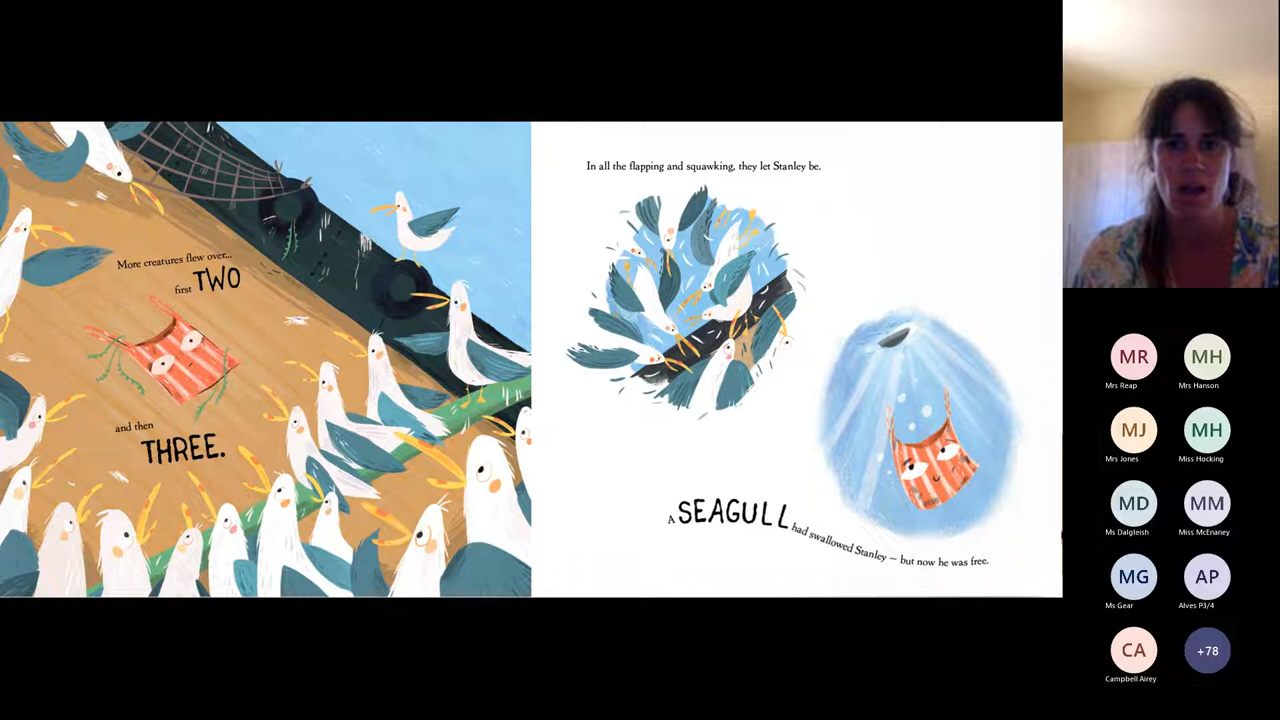 More creatures flew over...
first TWO
and then
THREE.
In all the flapping and squawking, they let Stanley be.
A SEAGULL had swallowed Stanley – but now he was free.
MR
Mrs Reap
MH
Mrs Hanson
MJ
Mrs Jones
MH
Miss Hocking
MD
Ms Dalgleish
MM
Miss McEnaney
MG
Ms Gear
AP
Alves P3/4
CA
Campbell Airey
+78